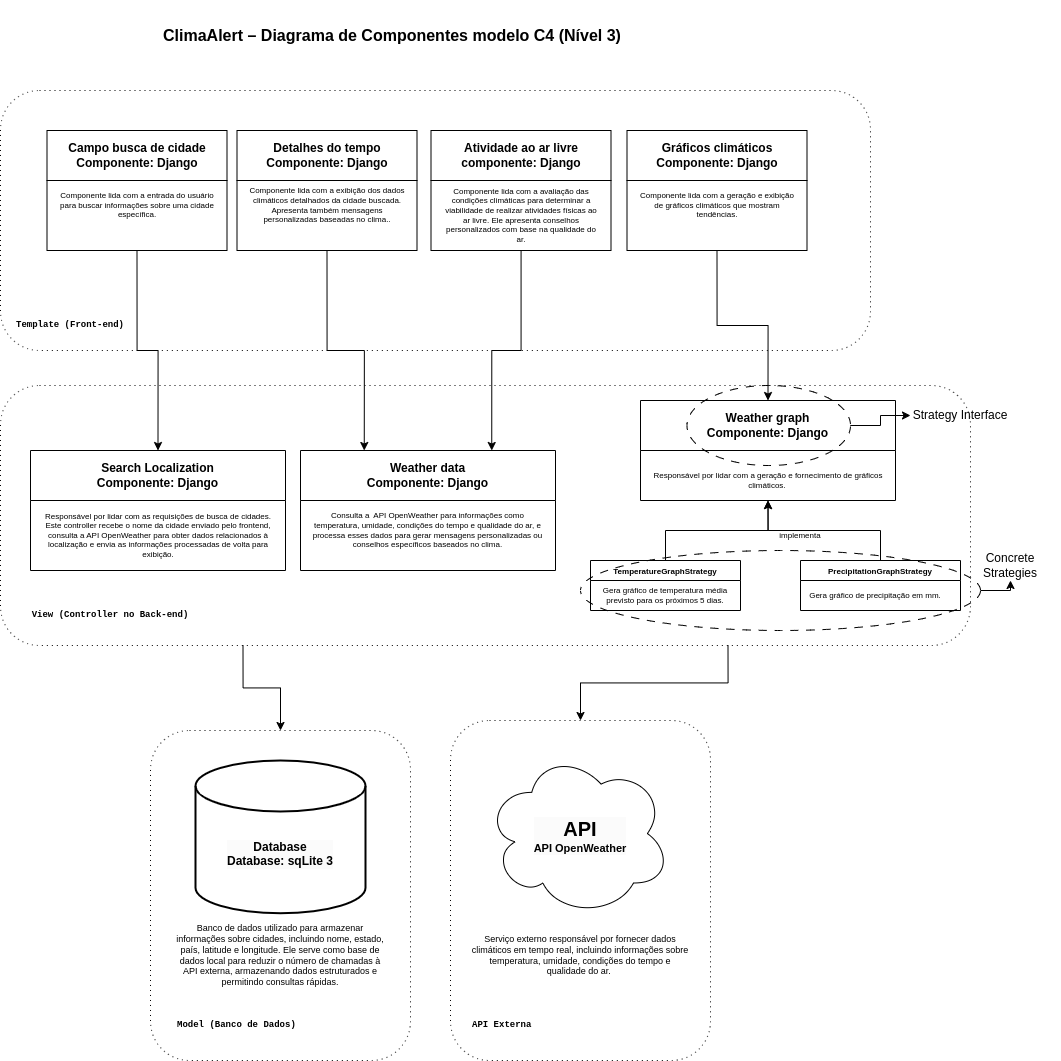 ClimaAlert – Diagrama de Componentes modelo C4 (Nível 3)
Campo busca de cidade
Componente: Django
Componente lida com a entrada do usuário
para buscar informações sobre uma cidade
específica.
Detalhes do tempo
Componente: Django
Componente lida com a exibição dos dados
climáticos detalhados da cidade buscada.
Apresenta também mensagens
personalizadas baseadas no clima..
Atividade ao ar livre
componente: Django
Componente lida com a avaliação das
condições climáticas para determinar a
viabilidade de realizar atividades físicas ao
ar livre. Ele apresenta conselhos
personalizados com base na qualidade do
ar.
Gráficos climáticos
Componente: Django
Componente lida com a geração e exibição
de gráficos climáticos que mostram
tendências.
Template (Front-end)
Search Localization
Componente: Django
Responsável por lidar com as requisições de busca de cidades.
Este controller recebe o nome da cidade enviado pelo frontend,
consulta a API OpenWeather para obter dados relacionados à
localização e envia as informações processadas de volta para
exibição.
Weather data
Componente: Django
Consulta a API OpenWeather para informações como
temperatura, umidade, condições do tempo e qualidade do ar, e
processa esses dados para gerar mensagens personalizadas ou
conselhos específicos baseados no clima.
Weather graph
Componente: Django
Responsável por lidar com a geração e fornecimento de gráficos
climáticos.
Strategy Interface
implementa
TemperatureGraphStrategy
Gera gráfico de temperatura média
previsto para os próximos 5 dias.
PrecipitationGraphStrategy
Gera gráfico de precipitação em mm.
Concrete
Strategies
View (Controller no Back-end)
Database
Database: sqLite 3
Banco de dados utilizado para armazenar
informações sobre cidades, incluindo nome, estado,
país, latitude e longitude. Ele serve como base de
dados local para reduzir o número de chamadas à
API externa, armazenando dados estruturados e
permitindo consultas rápidas.
Model (Banco de Dados)
API
API OpenWeather
Serviço externo responsável por fornecer dados
climáticos em tempo real, incluindo informações sobre
temperatura, umidade, condições do tempo e
qualidade do ar.
API Externa